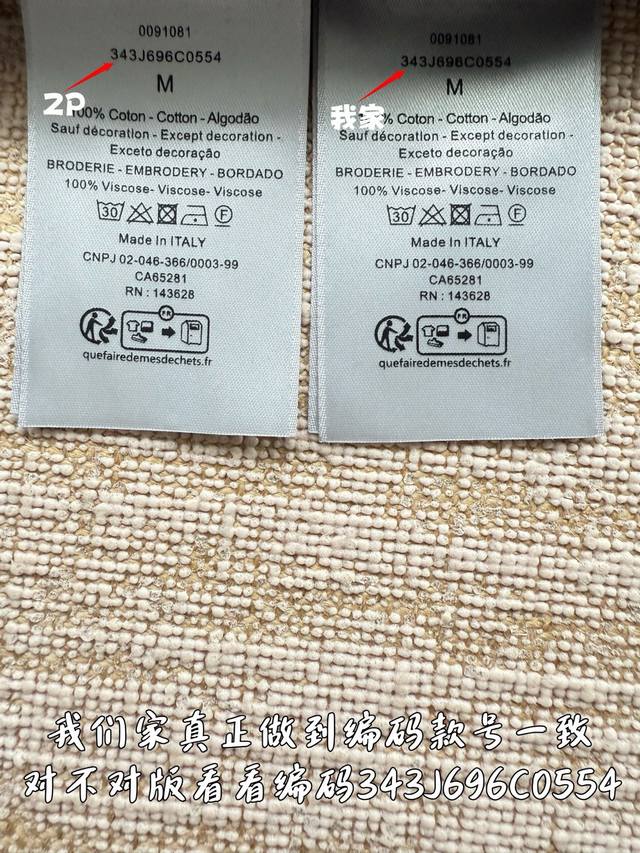 0091081
343J696C0554
M
2P
100% Coton - Cotton - Algodão
Sauf décoration - Except decoration -
Exceto decoração
BRODERIE - EMBRODERY - BORDADO
100% Viscose- Viscose- Viscose
30
F
Made In ITALY
CNPJ 02-046-366/0003-99
CA65281
RN : 143628
FR
quefairedemesdechets.fr
0091081
343J696C0554
M
我家
% Coton - Cotton - Algodão
Sauf décoration - Except decoration -
Exceto decoração
BRODERIE - EMBRODERY - BORDADO
100% Viscose- Viscose- Viscose
30
F
Made In ITALY
CNPJ 02-046-366/0003-99
CA65281
RN : 143628
FR
quefairedemesdechets.fr
我们家真正做到编码款号一致
对不对版看看编码343J696C0554